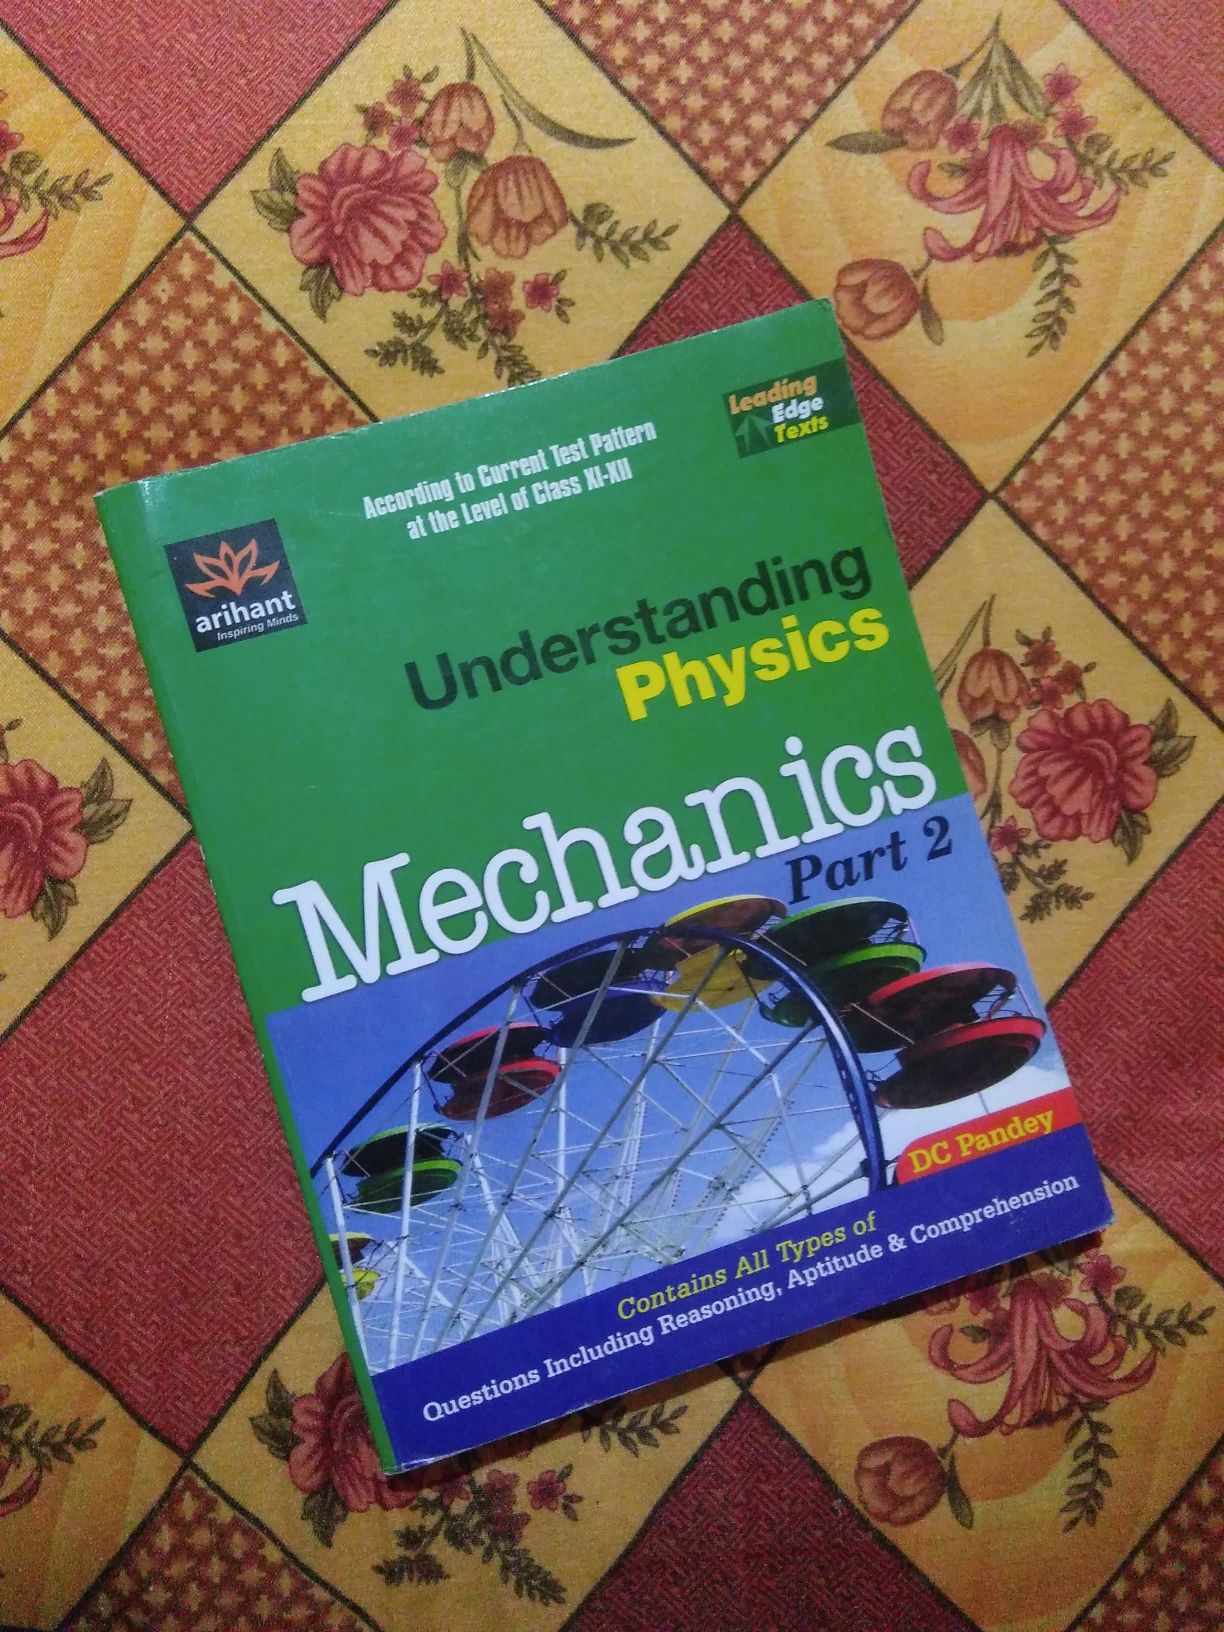 According to Current Test Pattern
at the Level of Class XI-XII
Leading
Edge
Texts
arihant
Inspiring Minds
Understanding
Physics
Mechanics
Part 2
DC Pandey
Contains All Types of
Questions Including Reasoning, Aptitude & Comprehension